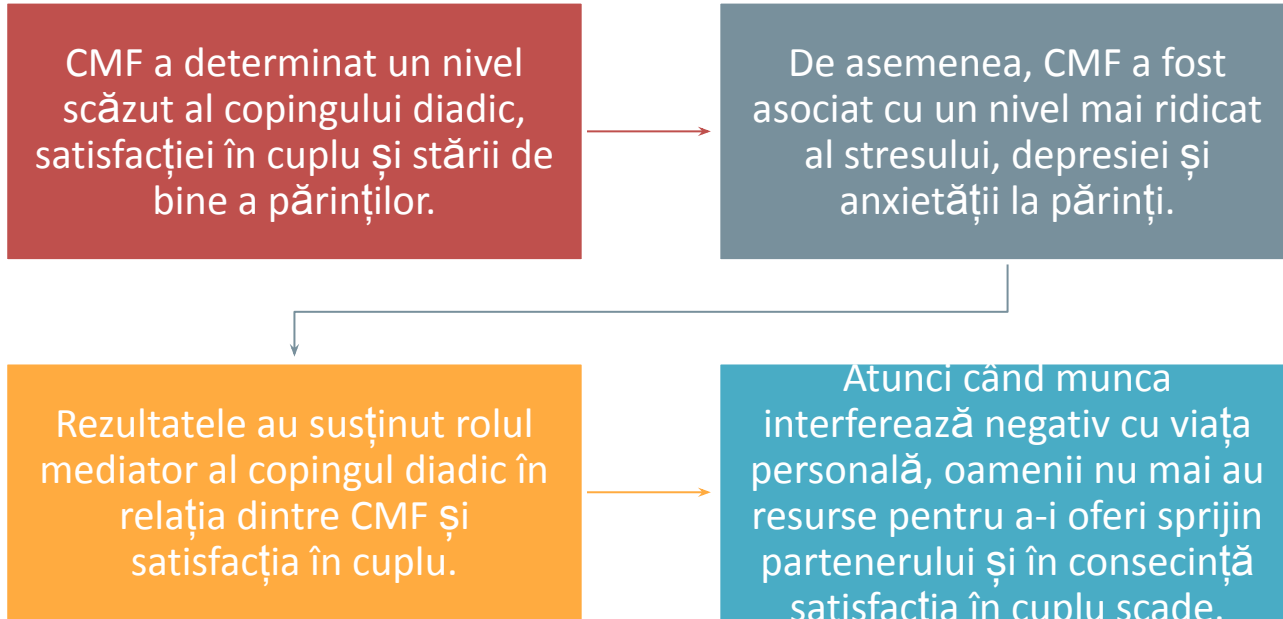 CMF a determinat un nivel
scăzut al copingului diadic,
satisfacției în cuplu și stării de
bine a părinților.
De asemenea, CMF a fost
asociat cu un nivel mai ridicat
al stresului, depresiei și
anxietății la părinți.
Rezultatele au susținut rolul
mediator al copingul diadic în
relația dintre CMF și
satisfacția în cuplu.
Atunci când munca
interferează negativ cu viața
personală, oamenii nu mai au
resurse pentru a-i oferi sprijin
partenerului și în consecință
satisfacția în cuplu scade.